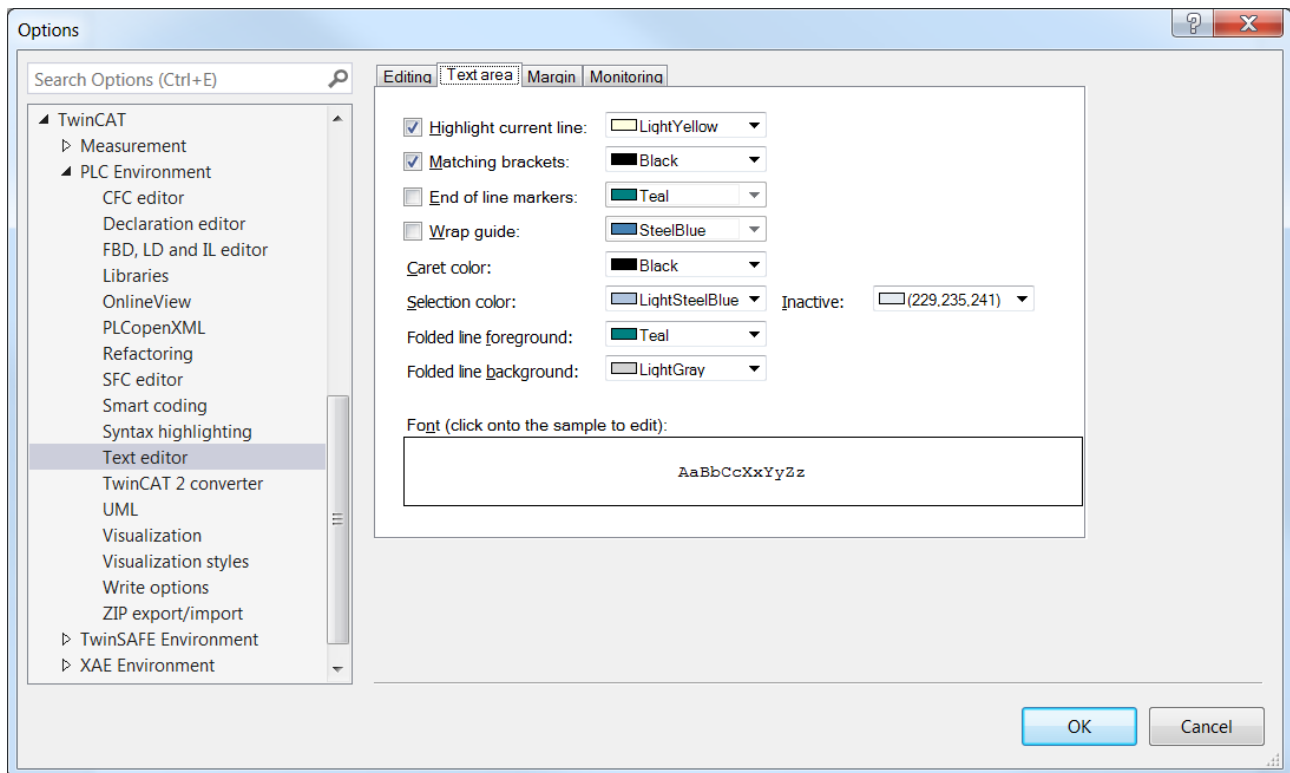 Options
Search Options (Ctrl+E)
TwinCAT
Measurement
PLC Environment
CFC editor
Declaration editor
FBD, LD and IL editor
Libraries
OnlineView
PLCopenXML
Refactoring
SFC editor
Smart coding
Syntax highlighting
Text editor
TwinCAT 2 converter
UML
Visualization
Visualization styles
Write options
ZIP export/import
TwinSAFE Environment
XAE Environment
Editing Text area Margin Monitoring
Highlight current line: LightYellow
Matching brackets: Black
End of line markers: Teal
Wrap guide: SteelBlue
Caret color: Black
Selection color: LightSteelBlue Inactive: (229,235,241)
Folded line foreground: Teal
Folded line background: LightGray
Font (click onto the sample to edit):
AaBbCcXxYyZz
OK Cancel